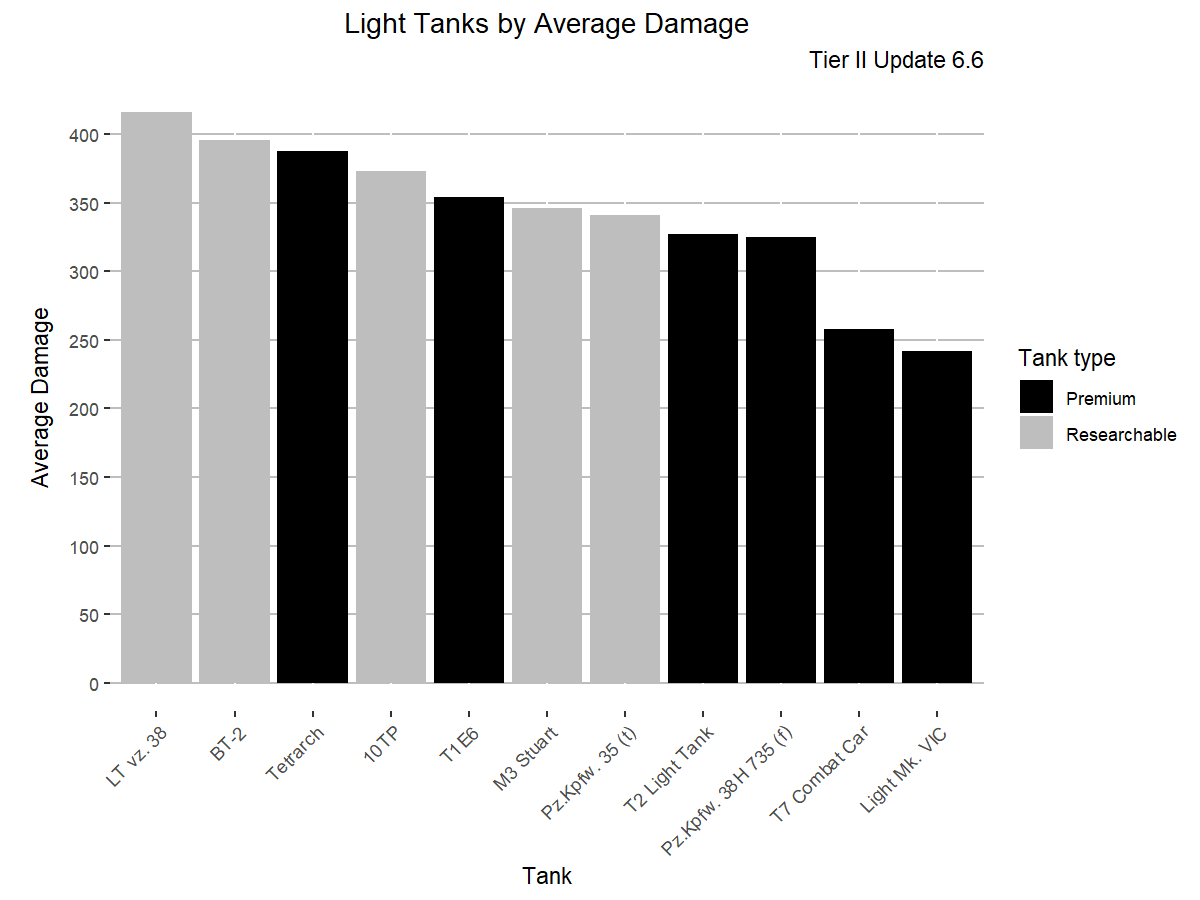 Light Tanks by Average Damage
Tier II Update 6.6
Average Damage
400
350
300
250
200
150
100
50
0
LT vz. 38
BT-2
Tetrarch
10TP
T1E6
M3 Stuart
Pz.Kpfw. 35 (t)
T2 Light Tank
Pz.Kpfw. 38H 735 (f)
T7 Combat Car
Light Mk. VIC
Tank
Tank type
Premium
Researchable